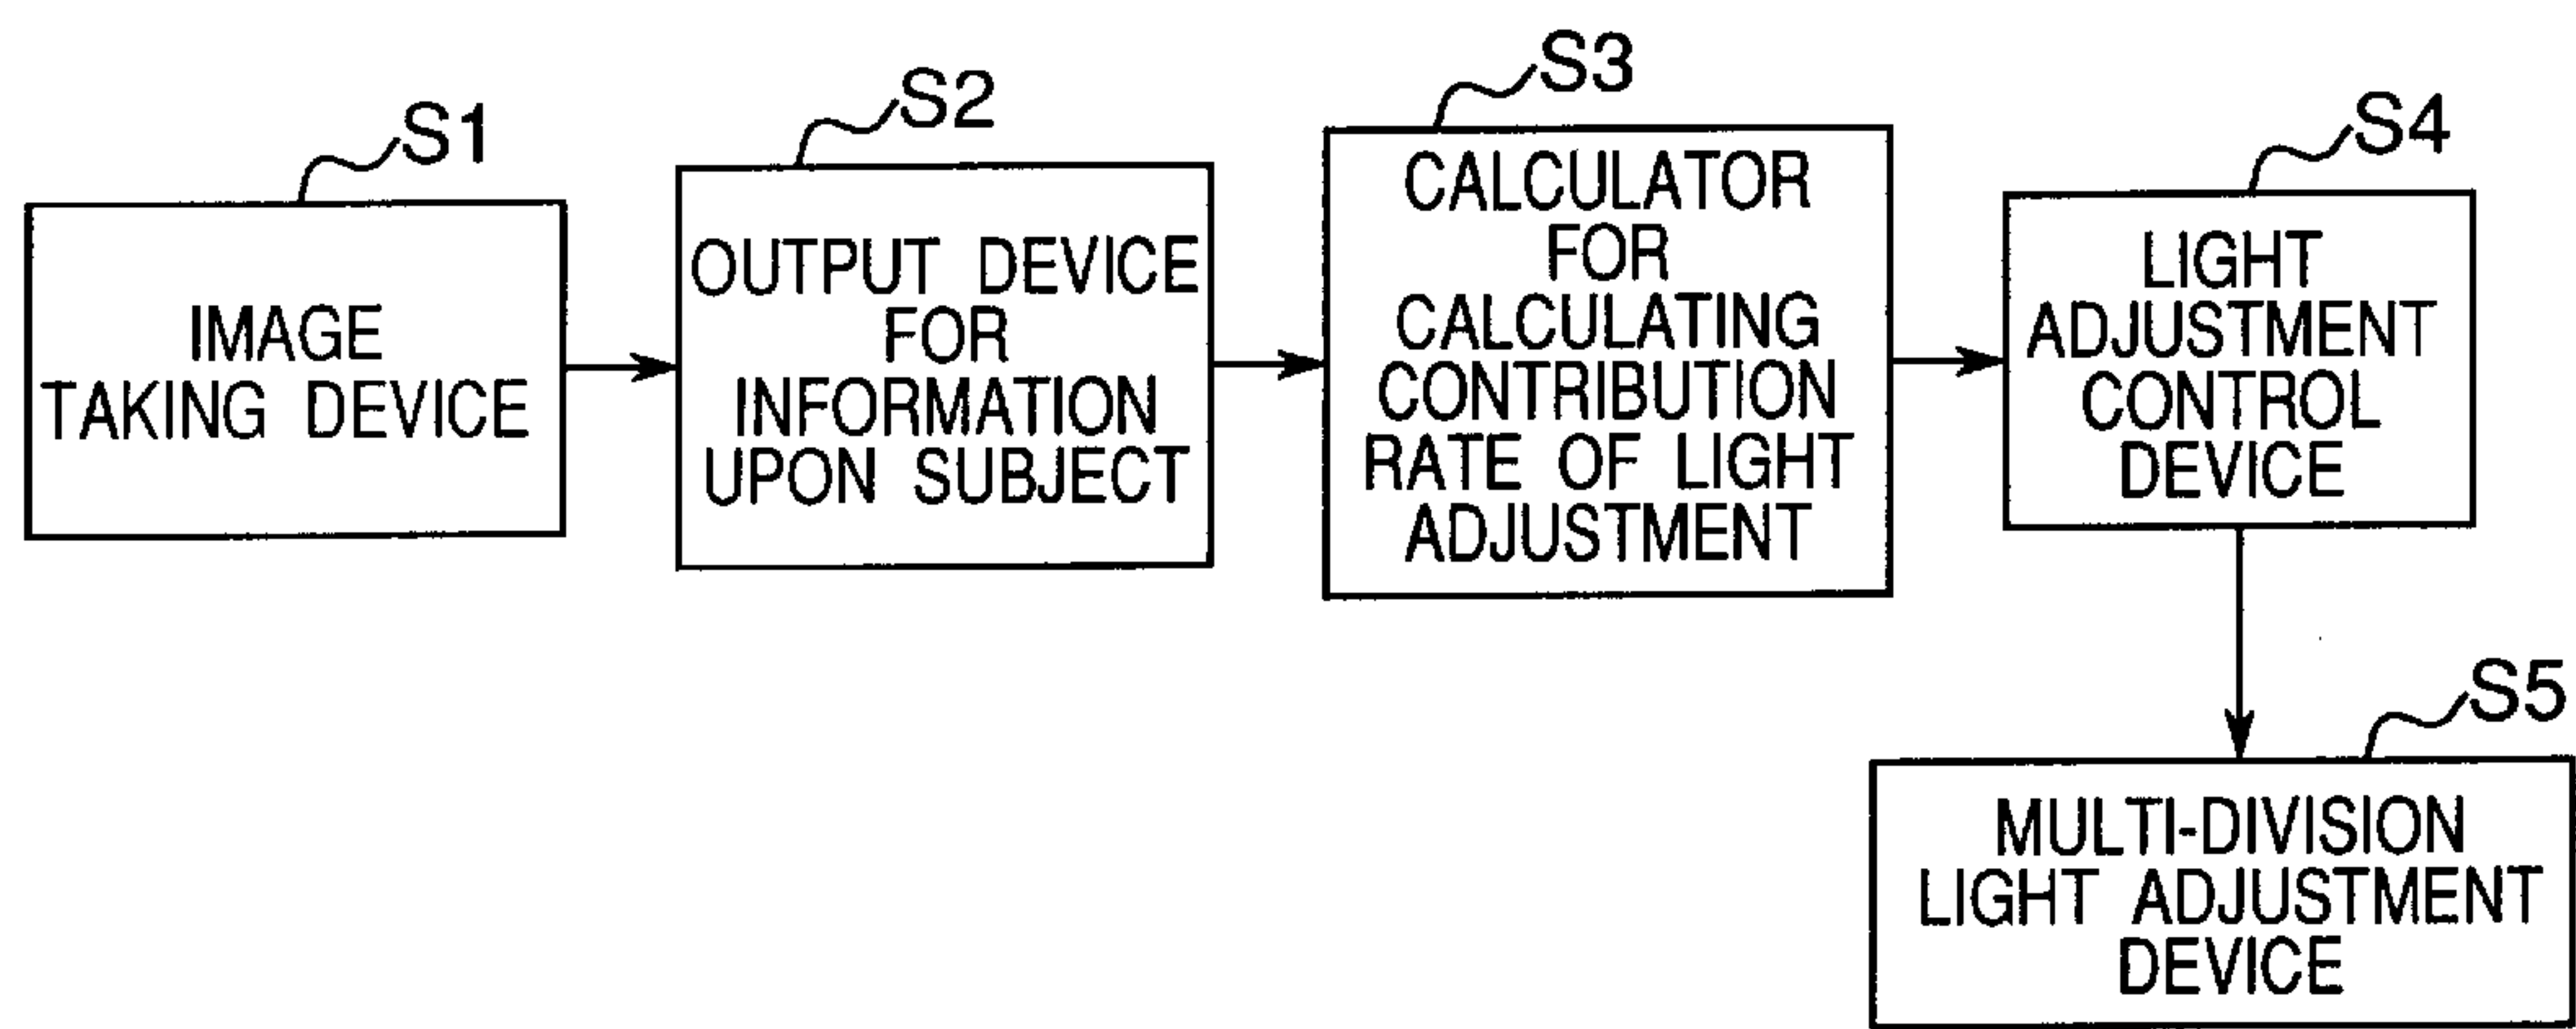 S1
IMAGE
TAKING DEVICE
S2
OUTPUT DEVICE
FOR
INFORMATION
UPON SUBJECT
S3
CALCULATOR
FOR
CALCULATING
CONTRIBUTION
RATE OF LIGHT
ADJUSTMENT
S4
LIGHT
ADJUSTMENT
CONTROL
DEVICE
S5
MULTI-DIVISION
LIGHT ADJUSTMENT
DEVICE